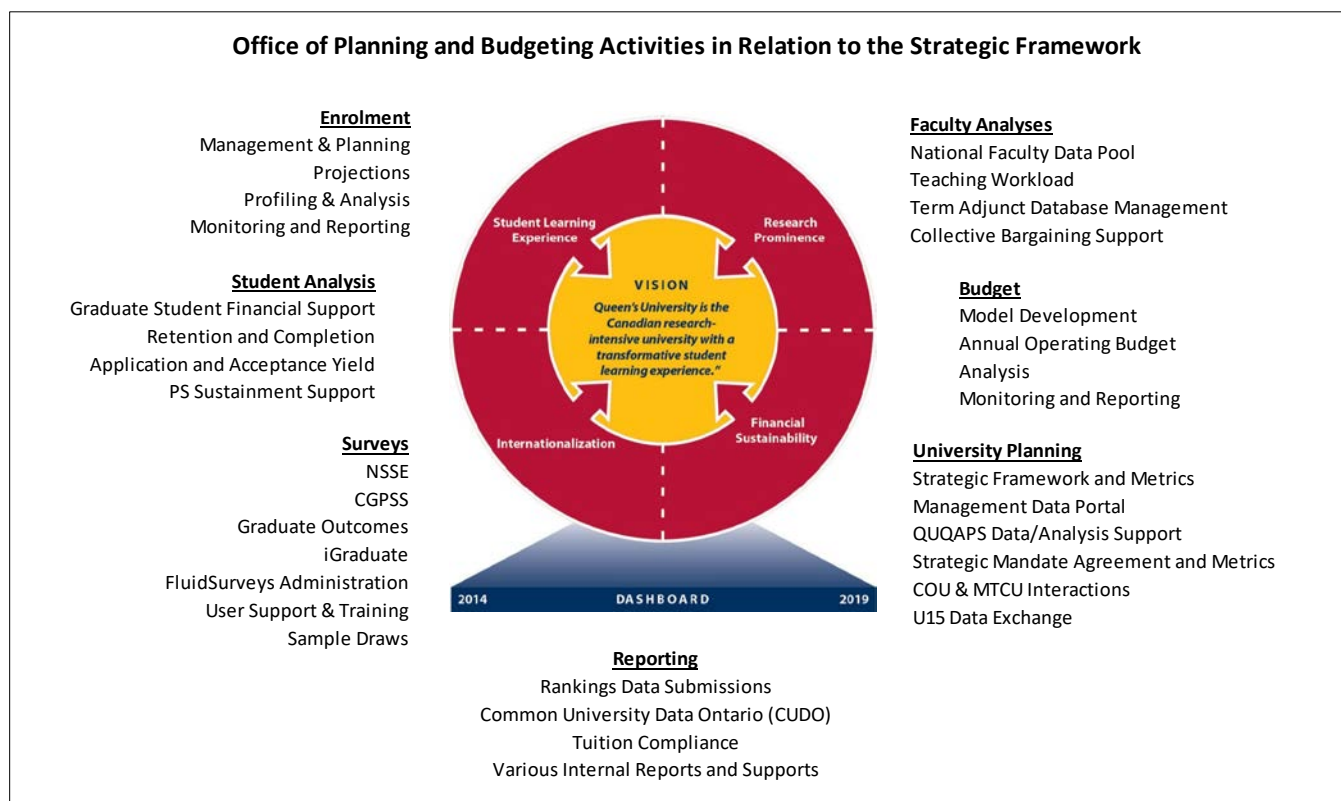 Office of Planning and Budgeting Activities in Relation to the Strategic Framework
Enrolment
Management & Planning
Projections
Profiling & Analysis
Monitoring and Reporting
Student Analysis
Graduate Student Financial Support
Retention and Completion
Application and Acceptance Yield
PS Sustainment Support
Surveys
NSSE
CGPSS
Graduate Outcomes
iGraduate
FluidSurveys Administration
User Support & Training
Sample Draws
Student Learning
Experience
Research
Prominence
VISION
Queen's University is the
Canadian research-
intensive university with a
transformative student
learning experience."
Internationalization
Financial
Sustainability
2014 DASHBOARD 2019
Faculty Analyses
National Faculty Data Pool
Teaching Workload
Term Adjunct Database Management
Collective Bargaining Support
Budget
Model Development
Annual Operating Budget
Analysis
Monitoring and Reporting
University Planning
Strategic Framework and Metrics
Management Data Portal
QUQAPS Data/Analysis Support
Strategic Mandate Agreement and Metrics
COU & MTCU Interactions
U15 Data Exchange
Reporting
Rankings Data Submissions
Common University Data Ontario (CUDO)
Tuition Compliance
Various Internal Reports and Supports